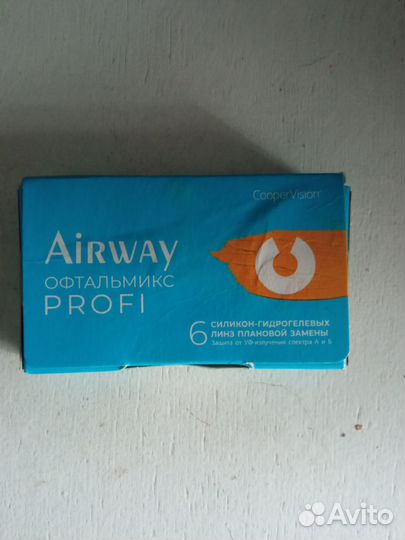 CooperVision
AiRWAY
ОФТАЛЬМИКС
PROFI
6 СИЛИКОН-ГИДРОГЕЛЕВЫХ
ЛИНЗ ПЛАНОВОЙ ЗАМЕНЫ
Защита от УФ-излучения спектра А и Б
Avito